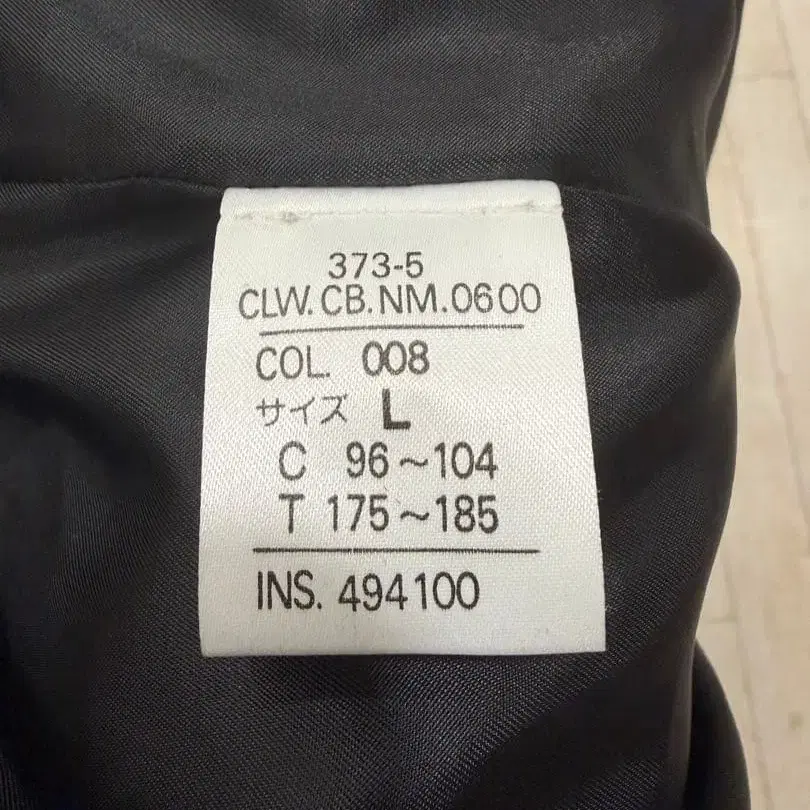 373-5
CLW.CB.NM.0600
COL. 008
サイズ L
C 96~104
T 175~185
INS. 494100